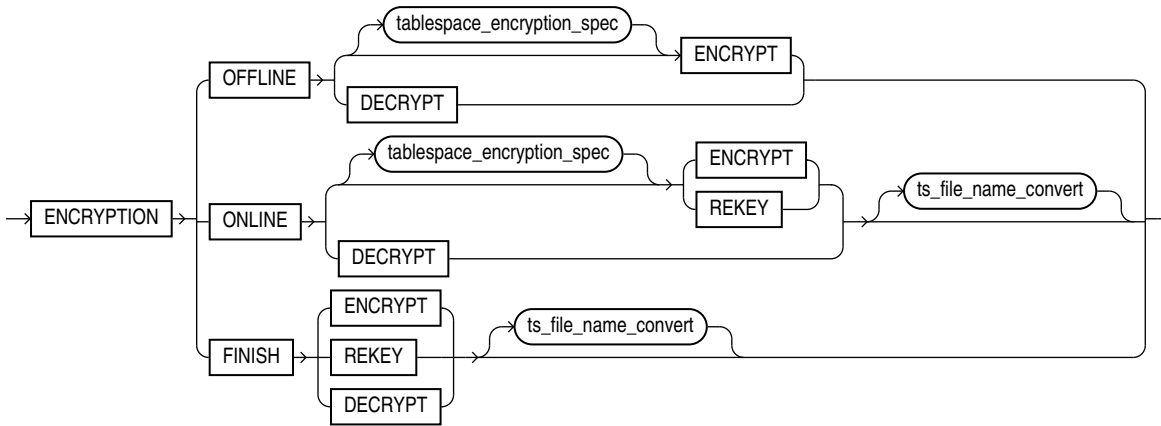 tablespace_encryption_spec
ENCRYPT
OFFLINE
DECRYPT
tablespace_encryption_spec
ENCRYPT
REKEY
ts_file_name_convert
ENCRYPTION
ONLINE
DECRYPT
ENCRYPT
ts_file_name_convert
FINISH
REKEY
DECRYPT